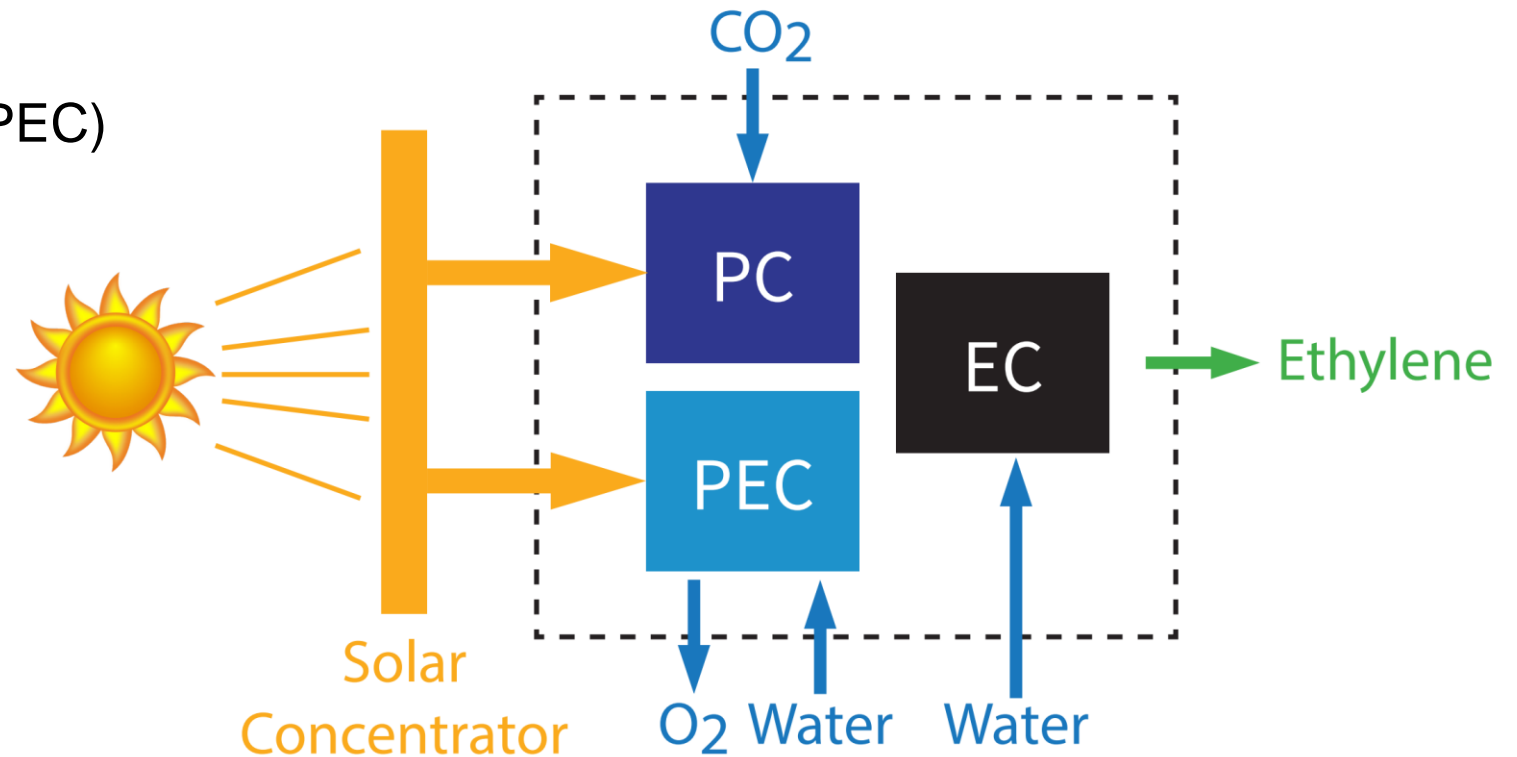 CO2
PEC)
PC
EC
Ethylene
PEC
Solar
Concentrator
O2 Water Water